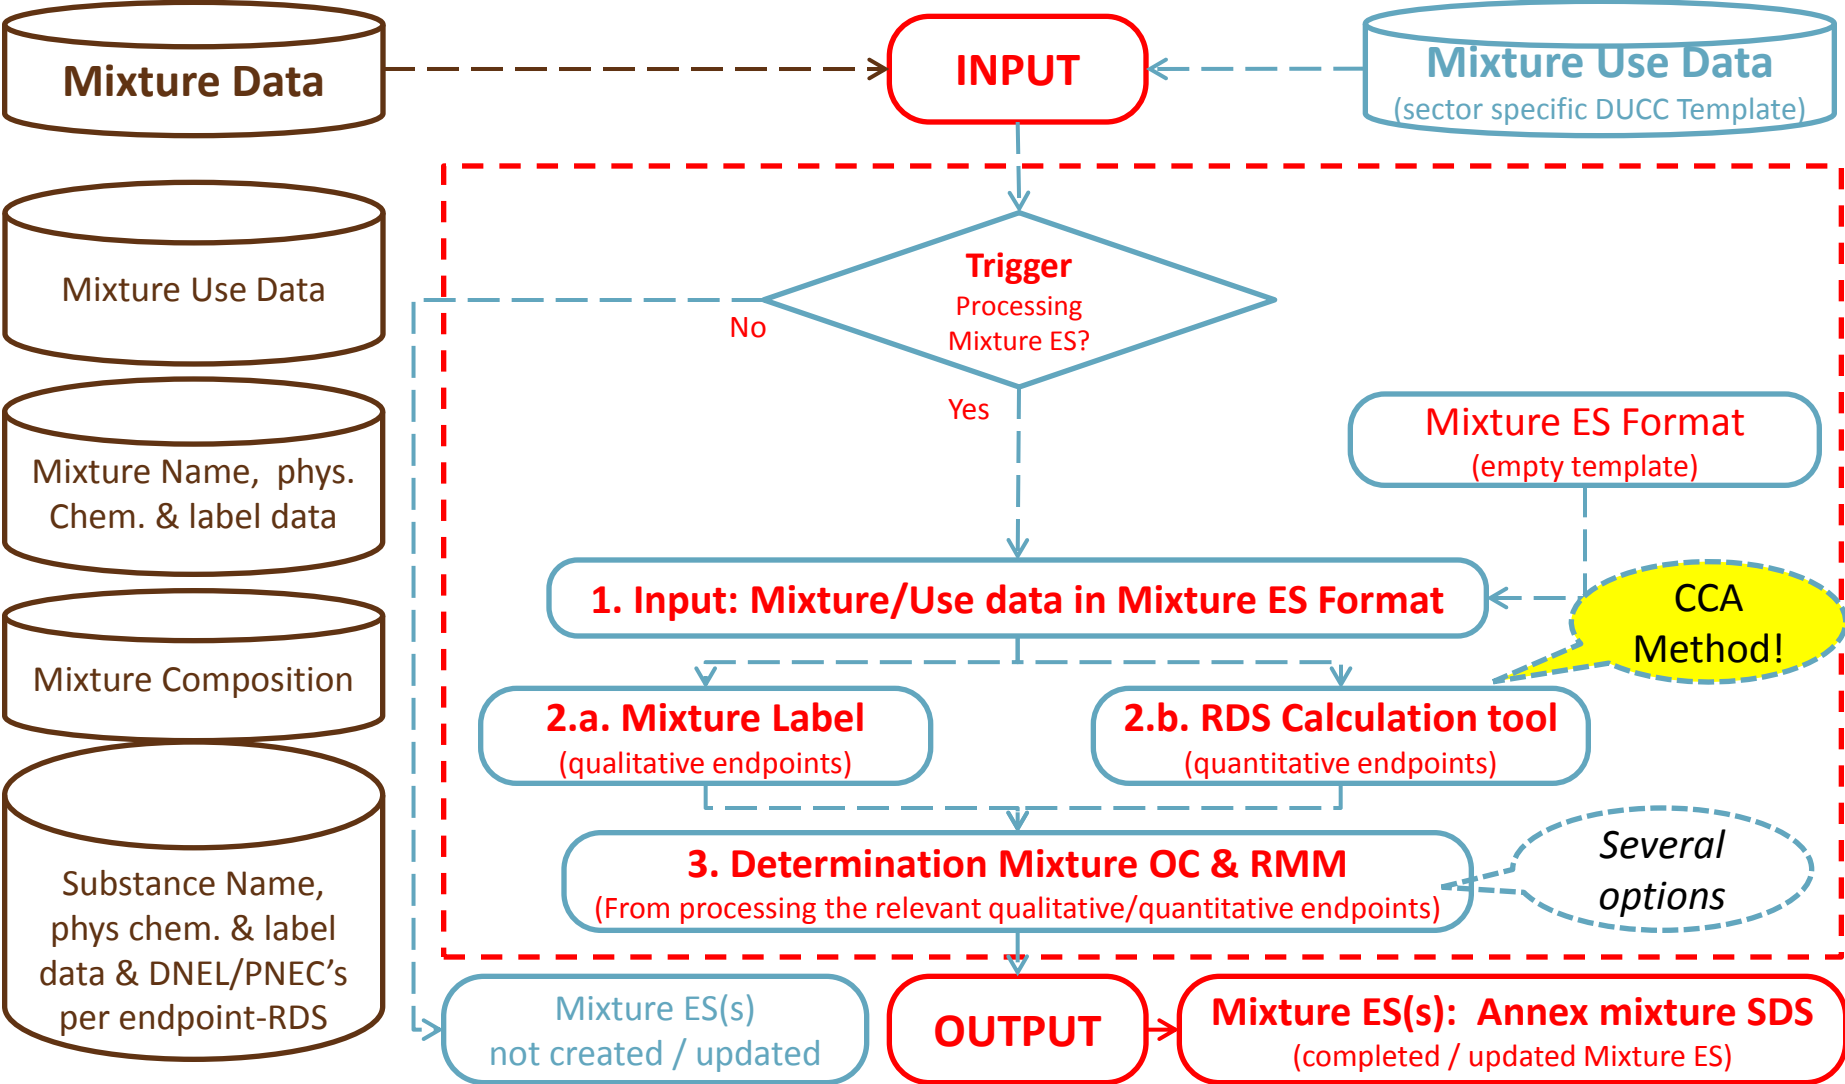 Mixture Data
INPUT
Mixture Use Data
(sector specific DUCC Template)
Mixture Use Data
Trigger
Processing
Mixture ES?
No
Yes
Mixture Name,  phys.
Chem. & label data
Mixture ES Format
(empty template)
1. Input: Mixture/Use data in Mixture ES Format
CCA
Method!
Mixture Composition
2.a. Mixture Label
(qualitative endpoints)
2.b. RDS Calculation tool
(quantitative endpoints)
3. Determination Mixture OC & RMM
(From processing the relevant qualitative/quantitative endpoints)
Several
options
Substance Name,
phys chem. & label
data & DNEL/PNEC’s
per endpoint-RDS
Mixture ES(s)
not created / updated
OUTPUT
Mixture ES(s):  Annex mixture SDS
(completed / updated Mixture ES)